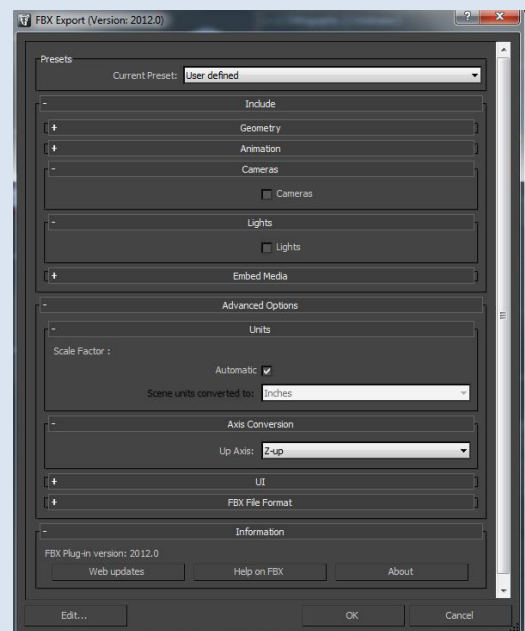 FBX Export (Version: 2012.0)
Presets
Current Preset: User defined
- Include
+ Geometry
+ Animation
- Cameras
Cameras
- Lights
Lights
+ Embed Media
- Advanced Options
- Units
Scale Factor :
Automatic
Scene units converted to: Inches
- Axis Conversion
Up Axis: Z-up
+ UI
+ FBX File Format
- Information
FBX Plug-in version: 2012.0
Web updates Help on FBX About
Edit... OK Cancel